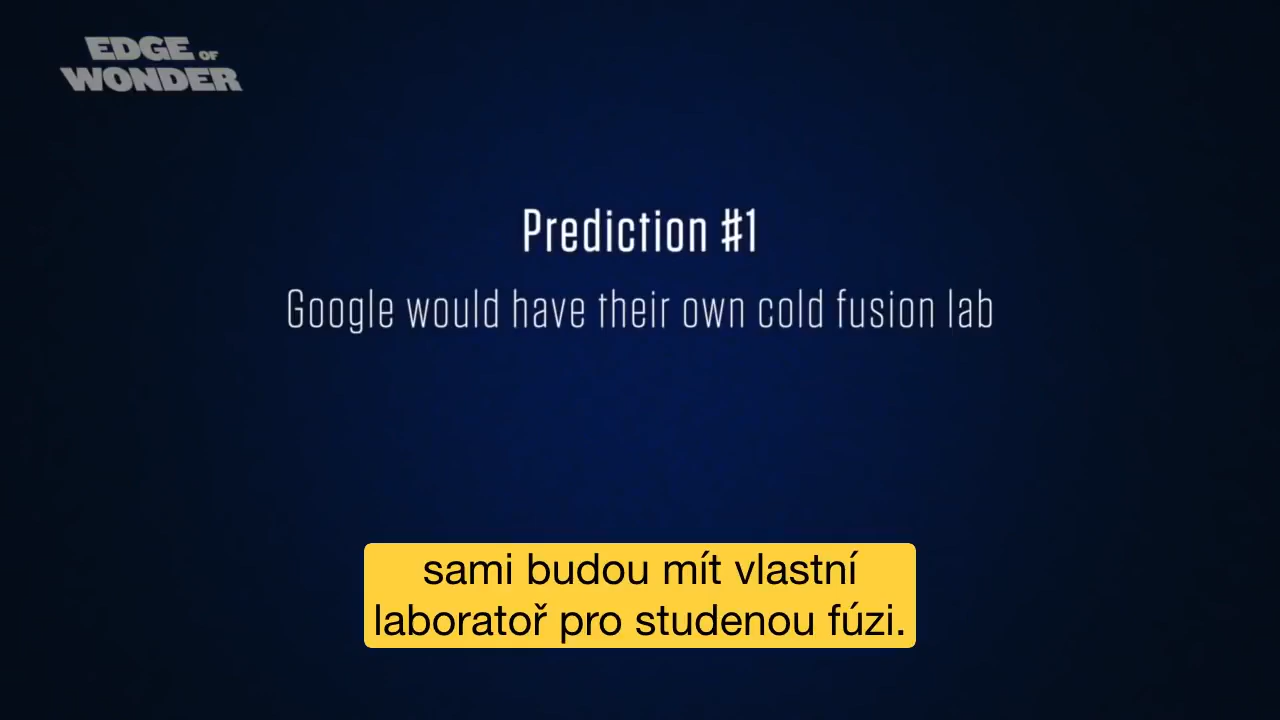 EDGE OF
WONDER
Prediction #1
Google would have their own cold fusion lab
sami budou mít vlastní
laboratoř pro studenou fúzi.